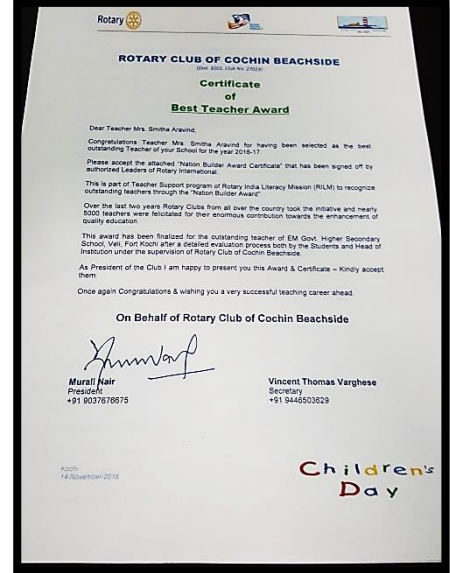 Rotary
ROTARY CLUB OF COCHIN BEACHSIDE
(Dist. 3201, Club No. 27023)
Certificate
of
Best Teacher Award
Dear Teacher Mrs. Smitha Aravind,
Congratulations Teacher Mrs. Smitha Aravind for having been selected as the best
outstanding Teacher of your School for the year 2016-17.
Please accept the attached "Nation Builder Award Certificate" that has been signed off by
authorized Leaders of Rotary International.
This is part of Teacher Support program of Rotary India Literacy Mission (RILM) to recognize
outstanding teachers through the "Nation Builder Award".
Over the last two years Rotary Clubs from all over the country took the initiative and nearly
5000 teachers were felicitated for their enormous contribution towards the enhancement of
quality education.
This award has been finalized for the outstanding teacher of EM Govt. Higher Secondary
School, Veli, Fort Kochi after a detailed evaluation process both by the Students and Head of
Institution under the supervision of Rotary Club of Cochin Beachside.
As President of the Club I am happy to present you this Award & Certificate – Kindly accept
them.
Once again Congratulations & wishing you a very successful teaching career ahead.
On Behalf of Rotary Club of Cochin Beachside
Murali Nair
President
+91 9037676675
Vincent Thomas Varghese
Secretary
+91 9446503629
Kochi
14-November-2016
Children's
Day